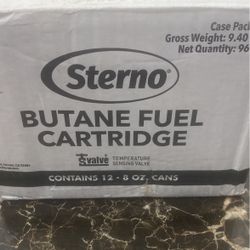 Case Pack
Gross Weight: 9.40
Net Quantity: 96
Sterno®
BUTANE FUEL
CARTRIDGE
valve TEMPERATURE
SENSING VALVE
CONTAINS 12 - 8 OZ. CANS